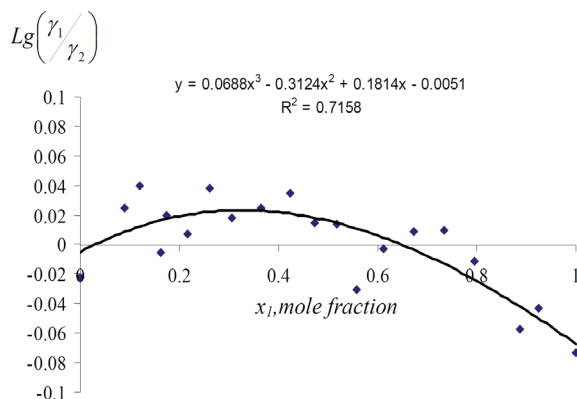 Lg(γ₁/γ₂)
y = 0.0688x³ - 0.3124x² + 0.1814x - 0.0051
R² = 0.7158
0.1
0.08
0.06
0.04
0.02
0
-0.02
-0.04
-0.06
-0.08
-0.1
0 0.2 0.4 0.6 0.8 1
x₁,mole fraction